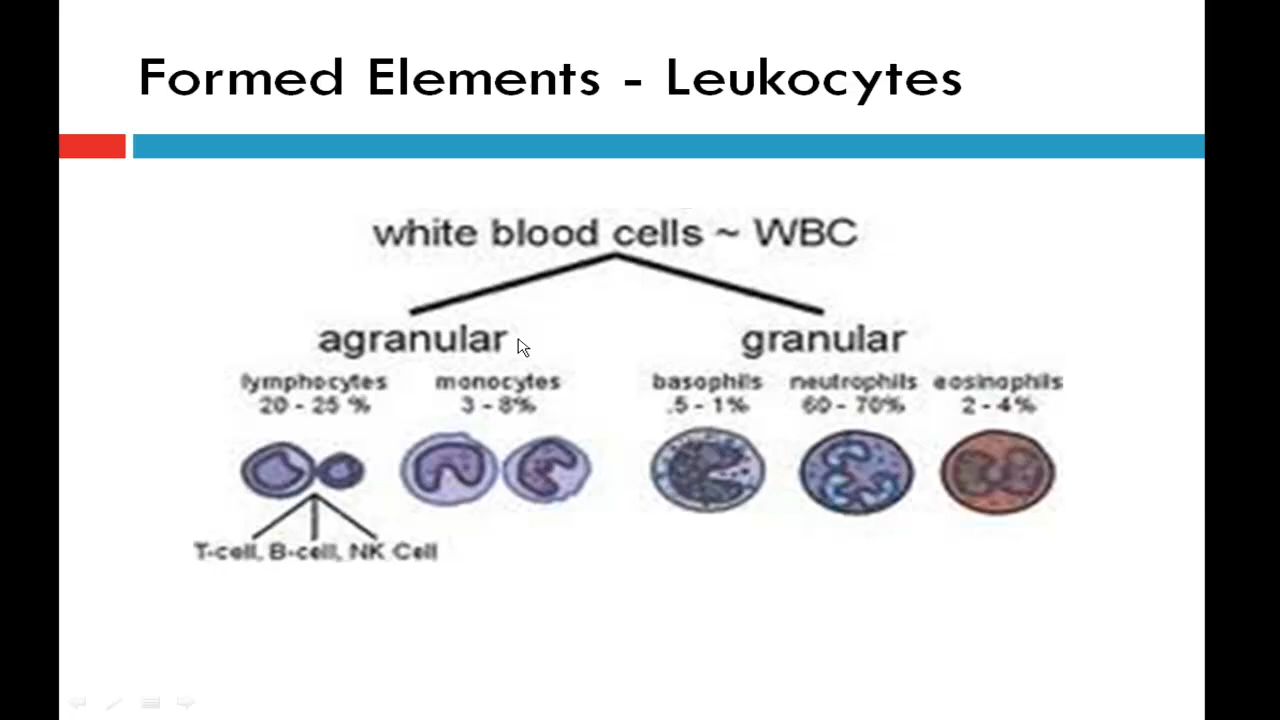 Formed Elements - Leukocytes
white blood cells ~ WBC
agranular granular
lymphocytes monocytes basophils neutrophils eosinophils
20 - 25 % 3 - 8% .5 - 1% 60 - 70% 2 - 4%
T-cell, B-cell, NK Cell